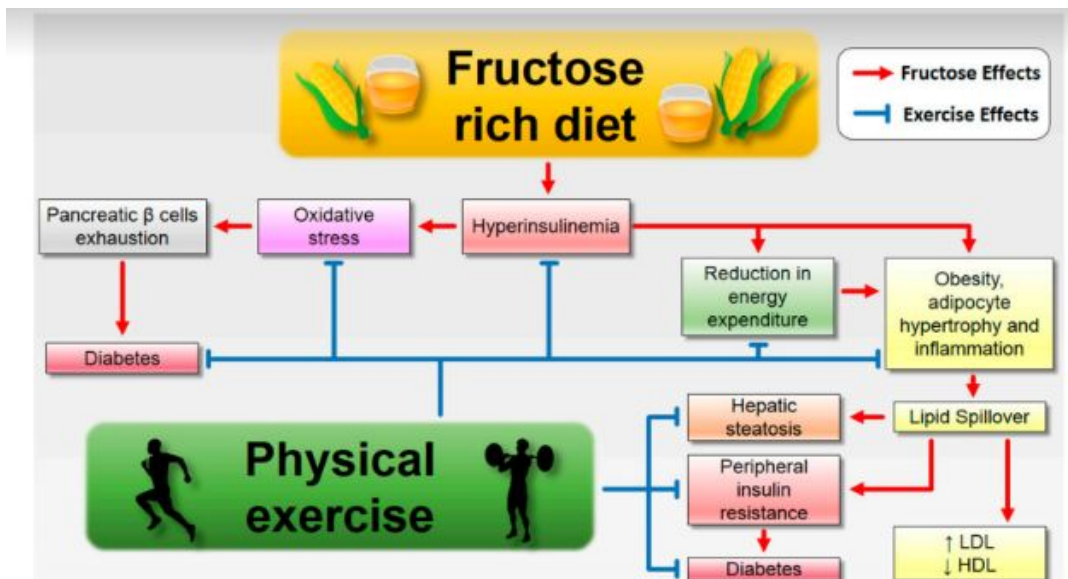 Fructose
rich diet
Fructose Effects
Exercise Effects
Pancreatic β cells
exhaustion
Oxidative
stress
Hyperinsulinemia
Reduction in
energy
expenditure
Obesity,
adipocyte
hypertrophy and
inflammation
Diabetes
Hepatic
steatosis
Lipid Spillover
Physical
exercise
Peripheral
insulin
resistance
↑ LDL
↓ HDL
Diabetes